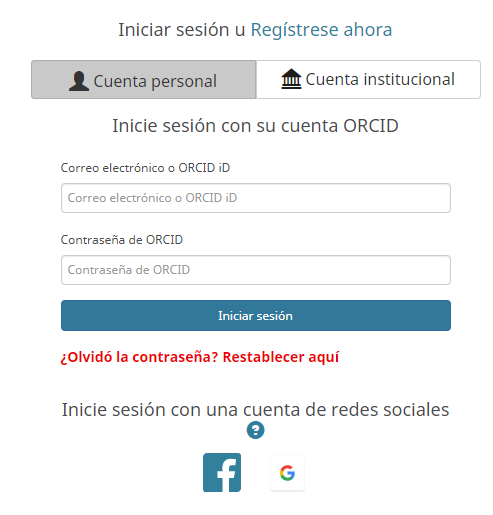 Iniciar sesión u Regístrese ahora
Cuenta personal
Cuenta institucional
Inicie sesión con su cuenta ORCID
Correo electrónico o ORCID iD
Correo electrónico o ORCID iD
Contraseña de ORCID
Contraseña de ORCID
Iniciar sesión
¿Olvidó la contraseña? Restablecer aquí
Inicie sesión con una cuenta de redes sociales
?